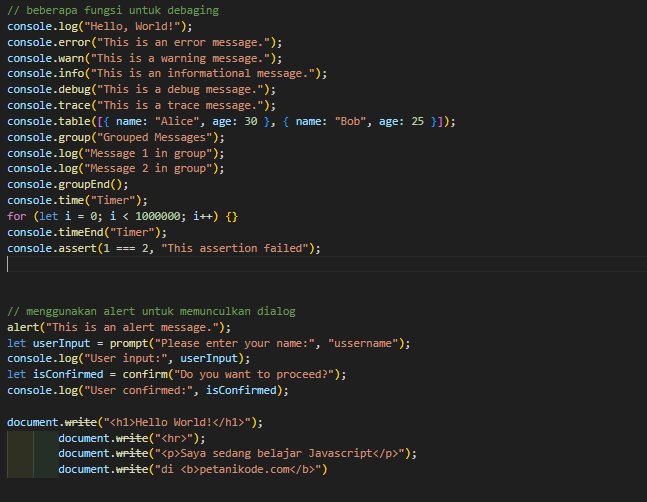 // beberapa fungsi untuk debaging
console.log("Hello, World!");
console.error("This is an error message.");
console.warn("This is a warning message.");
console.info("This is an informational message.");
console.debug("This is a debug message.");
console.trace("This is a trace message.");
console.table([{ name: "Alice", age: 30 }, { name: "Bob", age: 25 }]);
console.group("Grouped Messages");
console.log("Message 1 in group");
console.log("Message 2 in group");
console.groupEnd();
console.time("Timer");
for (let i = 0; i < 1000000; i++) {}
console.timeEnd("Timer");
console.assert(1 === 2, "This assertion failed");
// menggunakan alert untuk memunculkan dialog
alert("This is an alert message.");
let userInput = prompt("Please enter your name:", "ussername");
console.log("User input:", userInput);
let isConfirmed = confirm("Do you want to proceed?");
console.log("User confirmed:", isConfirmed);
document.write("<h1>Hello World!</h1>");
document.write("<hr>");
document.write("<p>Saya sedang belajar Javascript</p>");
document.write("di <b>petanikode.com</b>")